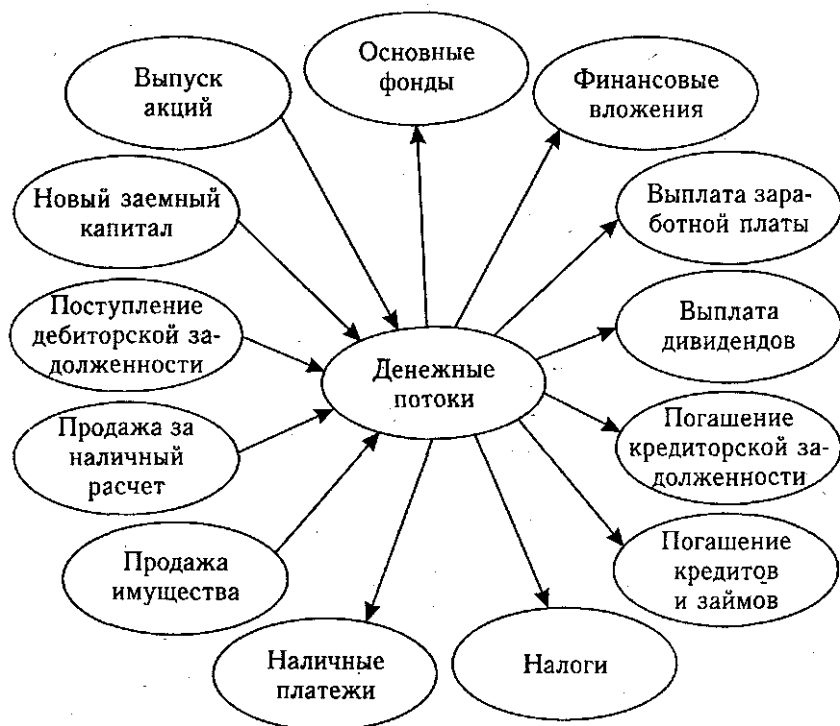 Основные
фонды
Выпуск
акций
Финансовые
вложения
Новый заемный
капитал
Выплата зара-
ботной платы
Поступление
дебиторской за-
долженности
Выплата
дивидендов
Денежные
потоки
Продажа за
наличный
расчет
Погашение
кредиторской за-
долженности
Продажа
имущества
Погашение
кредитов
и займов
Наличные
платежи
Налоги